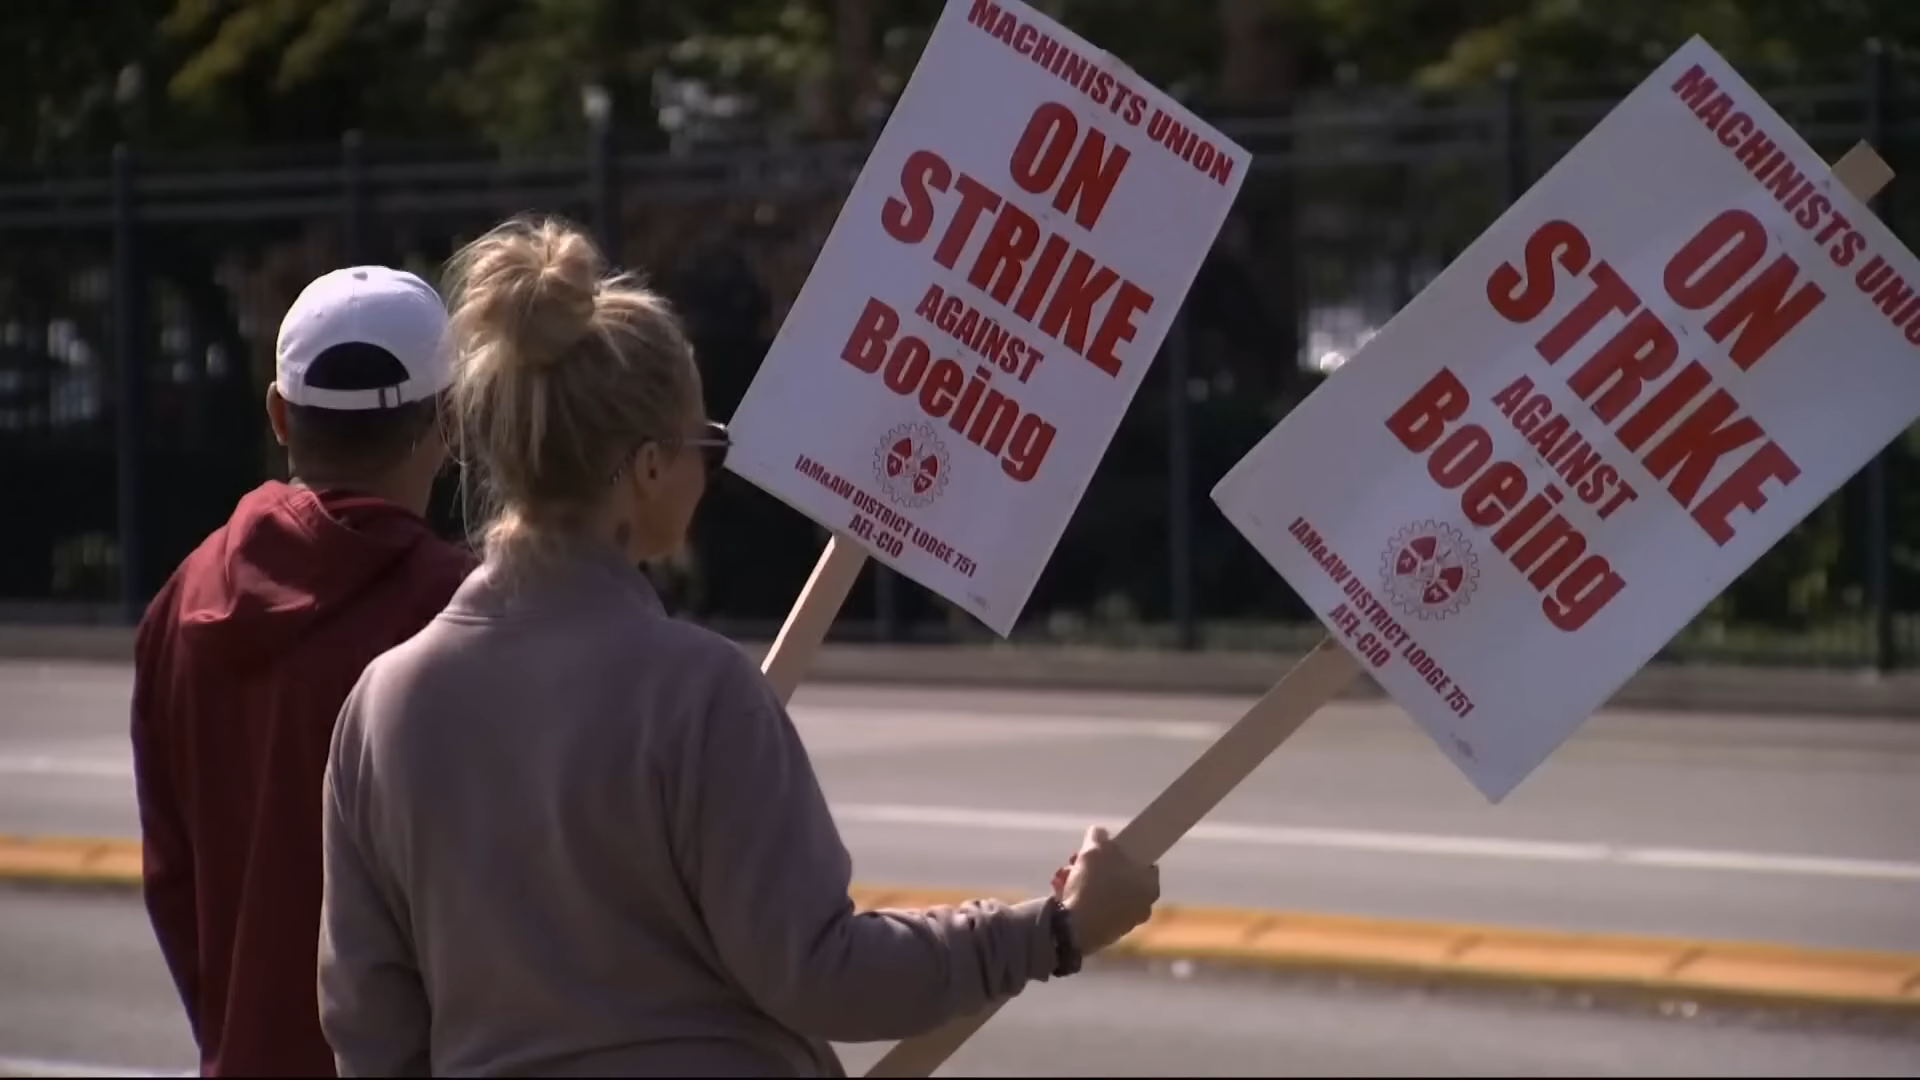 MACHINISTS UNION
ON
STRIKE
AGAINST
Boeing
IAM&AW DISTRICT LODGE 751
AFL-CIO
MACHINISTS UNIO
ON
STRIKE
AGAINST
Boeing
IAM&AW DISTRICT LODGE 751
AFL-CIO